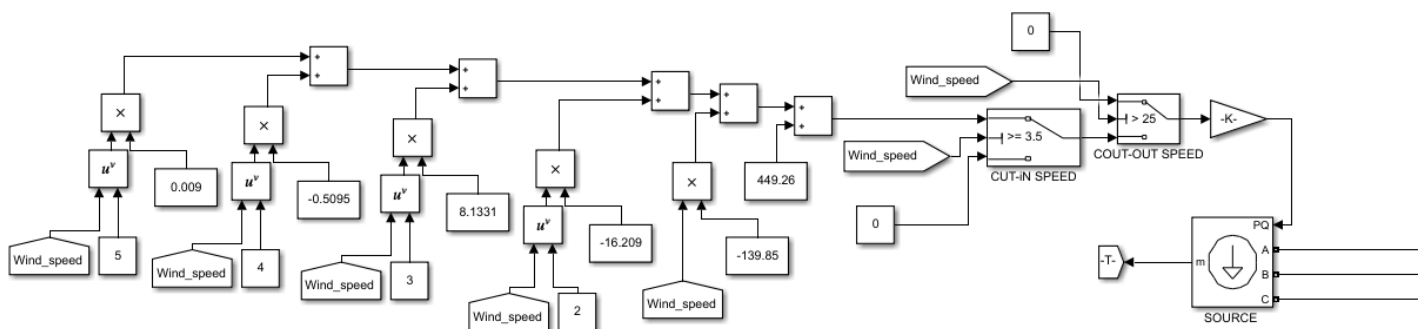 0
+
+
+
+
+
+
+
+
+
+
Wind_speed
×
×
×
×
×
> 25
-K-
>= 3.5
COUT-OUT SPEED
Wind_speed
CUT-iN SPEED
u^v
u^v
u^v
u^v
0.009
-0.5095
8.1331
-16.209
-139.85
449.26
0
PQ
A
B
C
m
-T-
SOURCE
Wind_speed
5
Wind_speed
4
Wind_speed
3
Wind_speed
2
Wind_speed